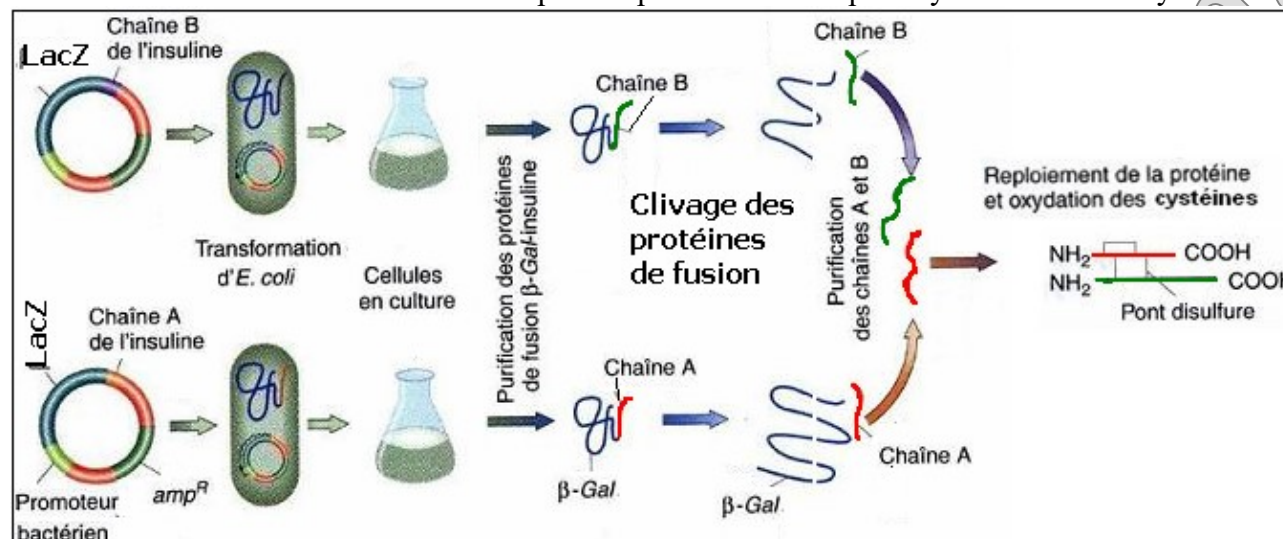 Chaîne B
de l'insuline
LacZ
Transformation
d'E. coli
Cellules
en culture
Purification des protéines
de fusion β-Gal-insuline
Chaîne B
Clivage des
protéines
de fusion
Chaîne B
Purification
des chaînes A et B
Reploiement de la protéine
et oxydation des cystéines
NH₂ COOH
NH₂ COOH
Pont disulfure
LacZ
Chaîne A
de l'insuline
Promoteur
bactérien
ampᴿ
Chaîne A
β-Gal
Chaîne A
β-Gal